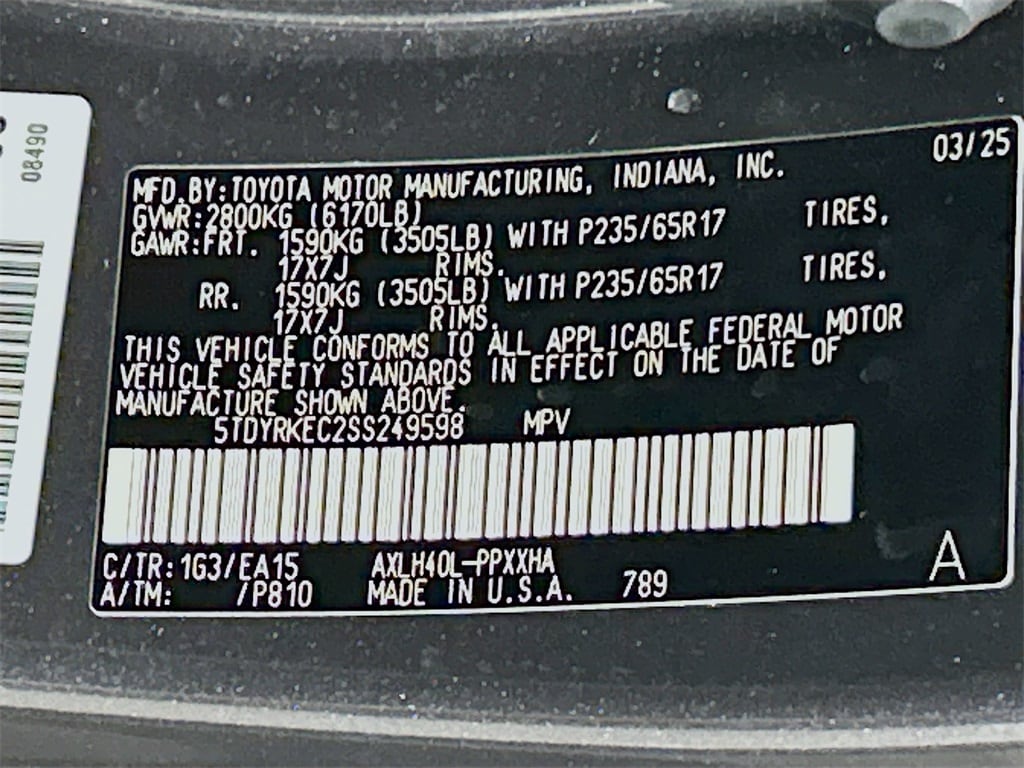 08490
03/25
MFD.BY:TOYOTA MOTOR MANUFACTURING, INDIANA, INC.
GVWR:2800KG (6170LB)
GAWR:FRT. 1590KG (3505LB) WITH P235/65R17 TIRES,
17X7J RIMS.
RR. 1590KG (3505LB) WITH P235/65R17 TIRES,
17X7J RIMS.
THIS VEHICLE CONFORMS TO ALL APPLICABLE FEDERAL MOTOR
VEHICLE SAFETY STANDARDS IN EFFECT ON THE DATE OF
MANUFACTURE SHOWN ABOVE.
5TDYRKEC2SS249598 MPV
C/TR:1G3/EA15 AXLH40L-PPXXHA
A/TM: /P810 MADE IN U.S.A. 789
A